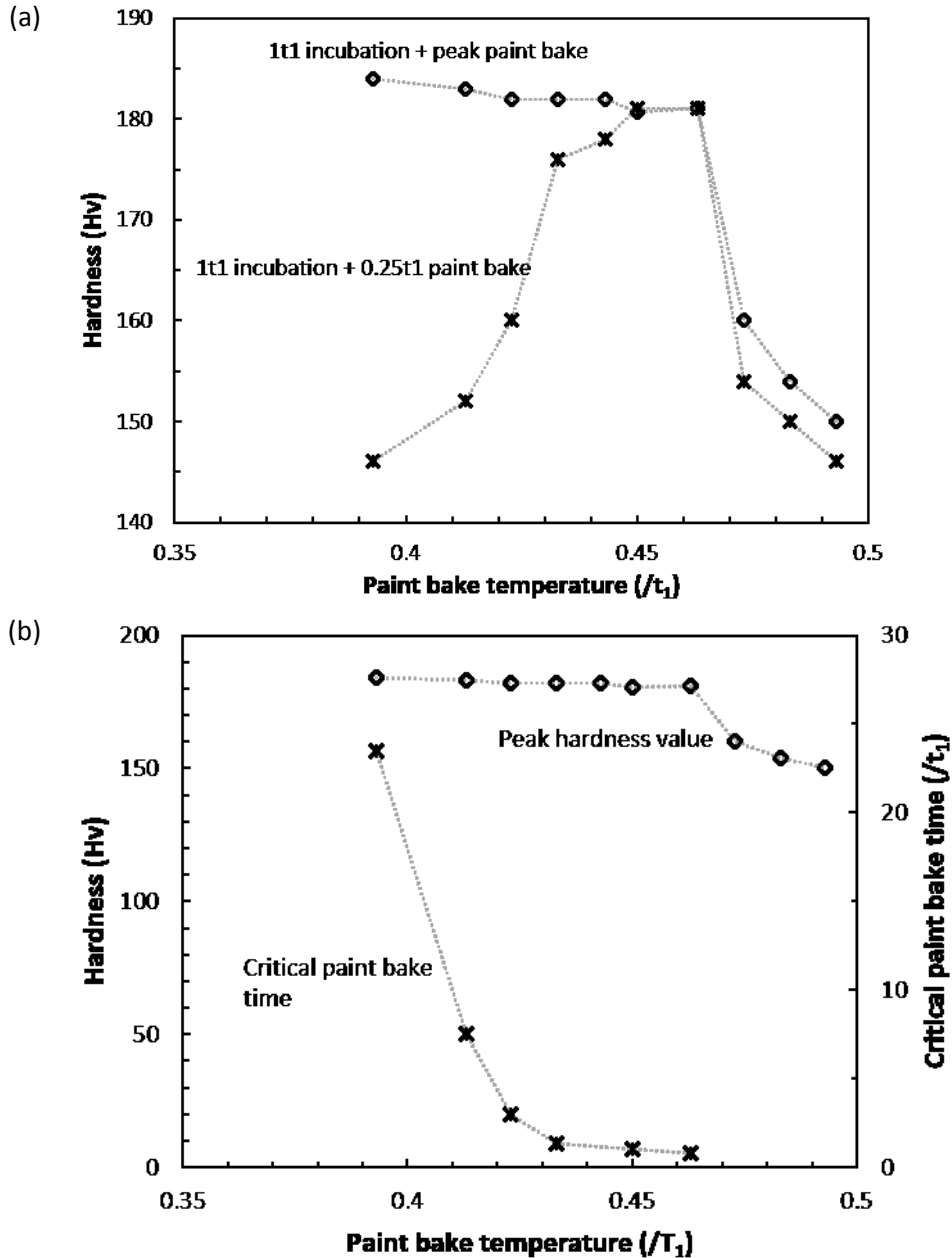 (a)
190
180
170
160
150
140
Hardness (Hv)
1t1 incubation + peak paint bake
1t1 incubation + 0.25t1 paint bake
0.35
0.4
0.45
0.5
Paint bake temperature (/t₁)
(b)
200
150
100
50
0
Hardness (Hv)
Peak hardness value
Critical paint bake
time
30
20
10
0
Critical paint bake time (/t₁)
0.35
0.4
0.45
0.5
Paint bake temperature (/T₁)